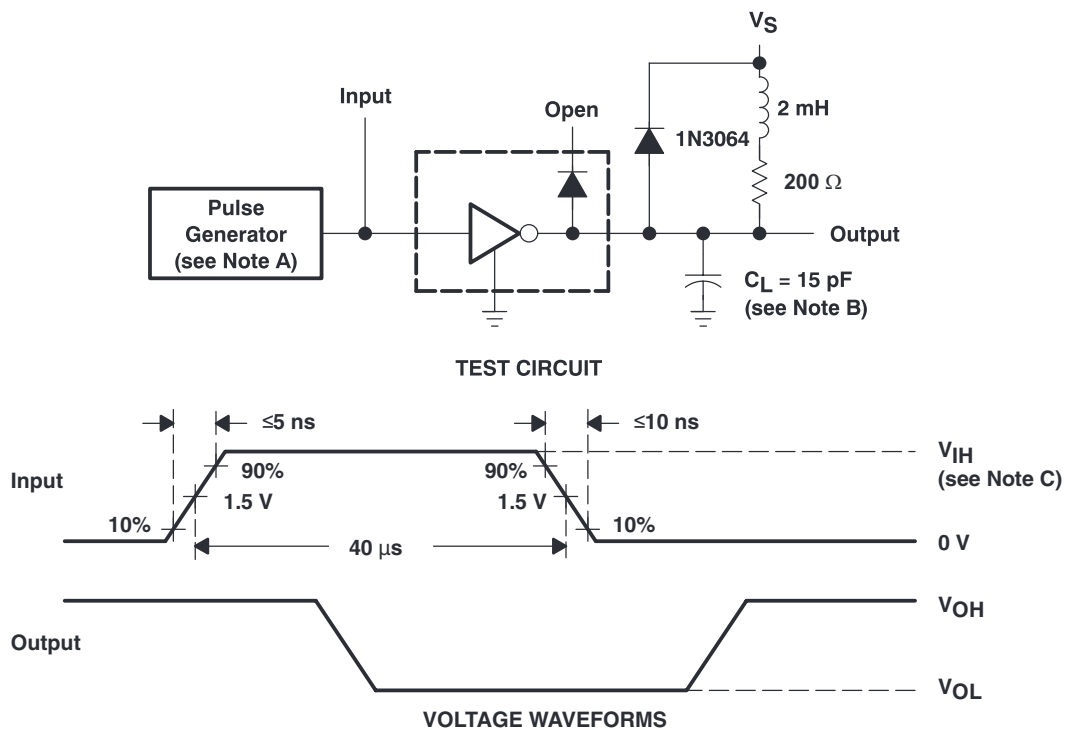 VS
Input
Open
2 mH
1N3064
200 Ω
Pulse
Generator
(see Note A)
Output
CL = 15 pF
(see Note B)
TEST CIRCUIT
≤5 ns
≤10 ns
Input
90%
90%
VIH
(see Note C)
1.5 V
1.5 V
10%
10%
40 μs
0 V
Output
VOH
VOL
VOLTAGE WAVEFORMS